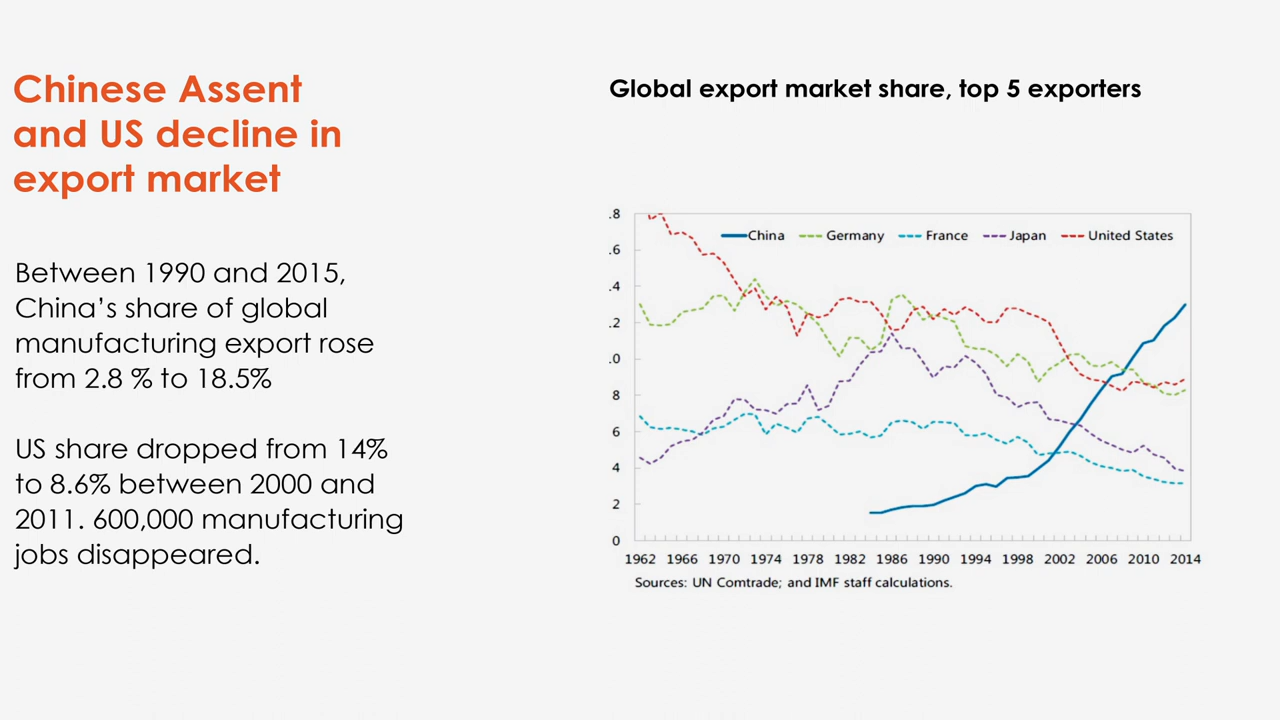 Chinese Assent
and US decline in
export market
Between 1990 and 2015,
China's share of global
manufacturing export rose
from 2.8 % to 18.5%
US share dropped from 14%
to 8.6% between 2000 and
2011. 600,000 manufacturing
jobs disappeared.
Global export market share, top 5 exporters
China Germany France Japan United States
.8
.6
.4
.2
.0
8
6
4
2
0
1962 1966 1970 1974 1978 1982 1986 1990 1994 1998 2002 2006 2010 2014
Sources: UN Comtrade; and IMF staff calculations.